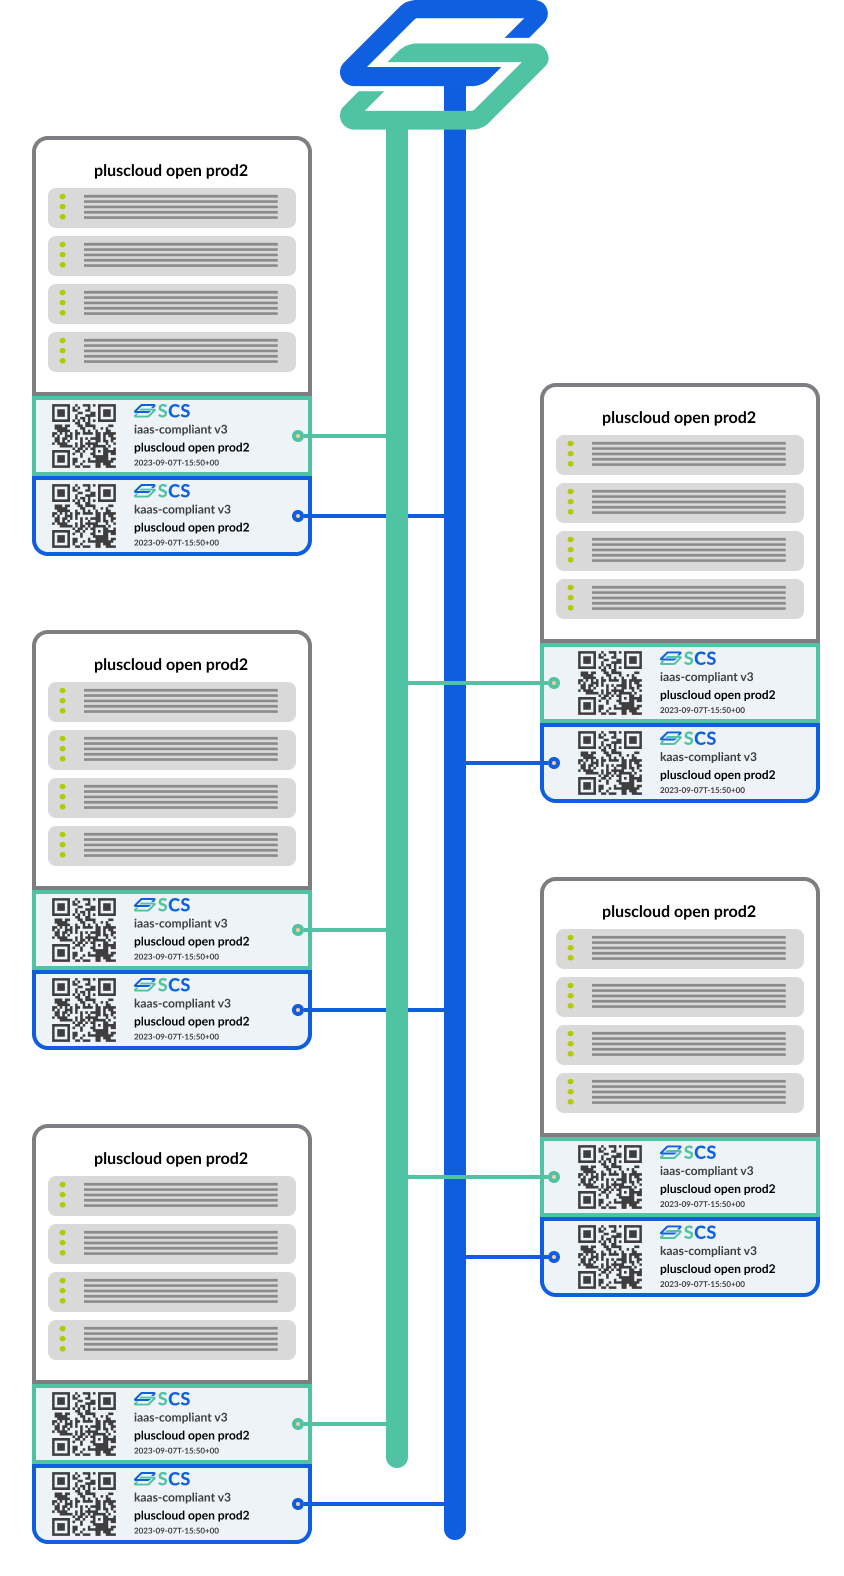 pluscloud open prod2
SCS
iaas-compliant v3
pluscloud open prod2
2023-09-07T-15:50+00
SCS
kaas-compliant v3
pluscloud open prod2
2023-09-07T-15:50+00
pluscloud open prod2
SCS
iaas-compliant v3
pluscloud open prod2
2023-09-07T-15:50+00
SCS
kaas-compliant v3
pluscloud open prod2
2023-09-07T-15:50+00
pluscloud open prod2
SCS
iaas-compliant v3
pluscloud open prod2
2023-09-07T-15:50+00
SCS
kaas-compliant v3
pluscloud open prod2
2023-09-07T-15:50+00
pluscloud open prod2
SCS
iaas-compliant v3
pluscloud open prod2
2023-09-07T-15:50+00
SCS
kaas-compliant v3
pluscloud open prod2
2023-09-07T-15:50+00
pluscloud open prod2
SCS
iaas-compliant v3
pluscloud open prod2
2023-09-07T-15:50+00
SCS
kaas-compliant v3
pluscloud open prod2
2023-09-07T-15:50+00